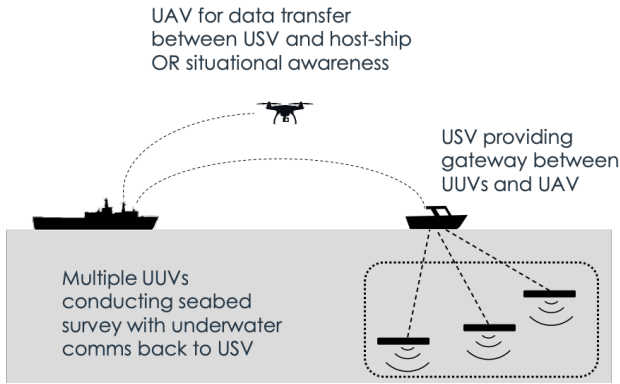 UAV for data transfer
between USV and host-ship
OR situational awareness
USV providing
gateway between
UUVs and UAV
Multiple UUVs
conducting seabed
survey with underwater
comms back to USV